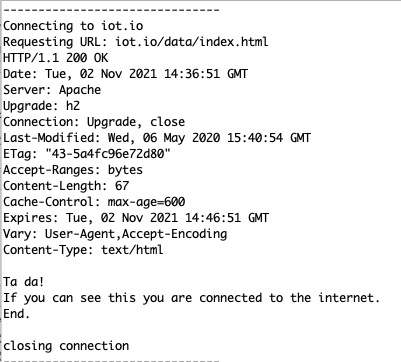 --------------------------------
Connecting to iot.io
Requesting URL: iot.io/data/index.html
HTTP/1.1 200 OK
Date: Tue, 02 Nov 2021 14:36:51 GMT
Server: Apache
Upgrade: h2
Connection: Upgrade, close
Last-Modified: Wed, 06 May 2020 15:40:54 GMT
ETag: "43-5a4fc96e72d80"
Accept-Ranges: bytes
Content-Length: 67
Cache-Control: max-age=600
Expires: Tue, 02 Nov 2021 14:46:51 GMT
Vary: User-Agent,Accept-Encoding
Content-Type: text/html

Ta da!
If you can see this you are connected to the internet.
End.

closing connection
--------------------------------